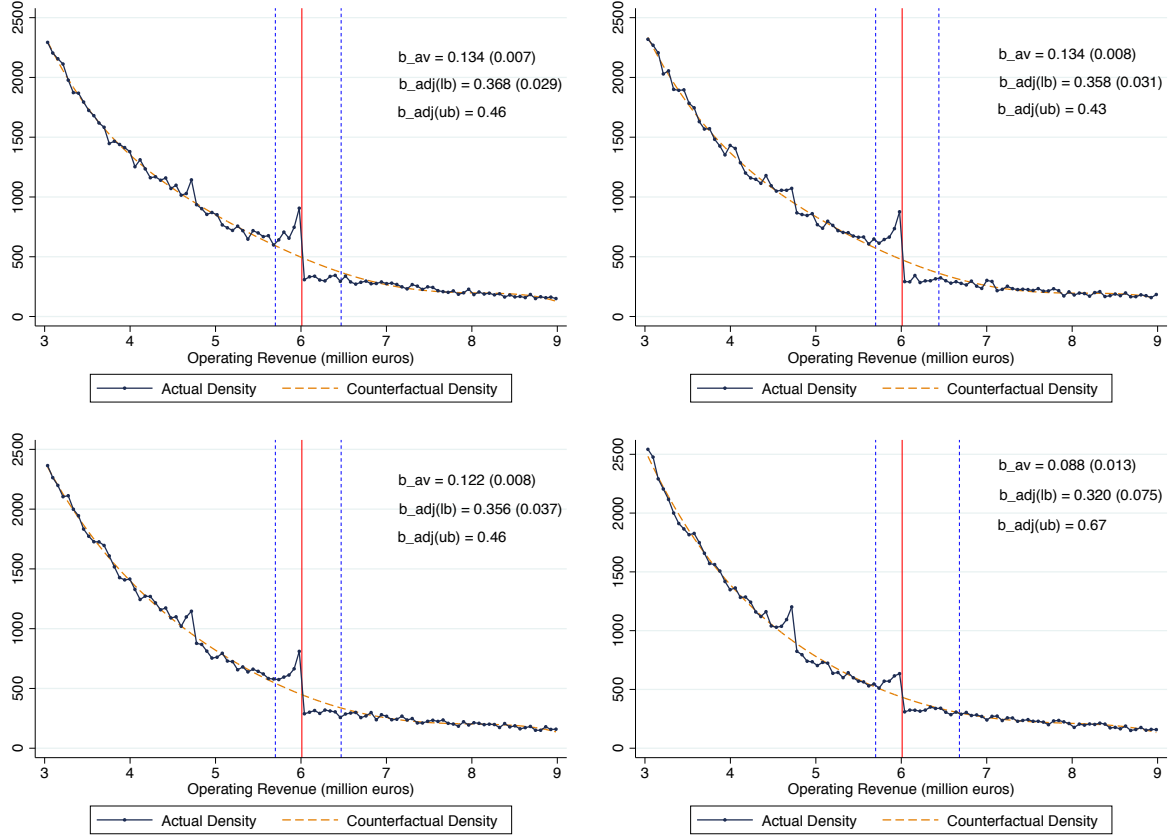 2500
2000
1500
1000
500
0
b_av = 0.134 (0.007)
b_adj(lb) = 0.368 (0.029)
b_adj(ub) = 0.46
3 4 5 6 7 8 9
Operating Revenue (million euros)
Actual Density Counterfactual Density
2500
2000
1500
1000
500
0
b_av = 0.134 (0.008)
b_adj(lb) = 0.358 (0.031)
b_adj(ub) = 0.43
3 4 5 6 7 8 9
Operating Revenue (million euros)
Actual Density Counterfactual Density
2500
2000
1500
1000
500
0
b_av = 0.122 (0.008)
b_adj(lb) = 0.356 (0.037)
b_adj(ub) = 0.46
3 4 5 6 7 8 9
Operating Revenue (million euros)
Actual Density Counterfactual Density
2500
2000
1500
1000
500
0
b_av = 0.088 (0.013)
b_adj(lb) = 0.320 (0.075)
b_adj(ub) = 0.67
3 4 5 6 7 8 9
Operating Revenue (million euros)
Actual Density Counterfactual Density